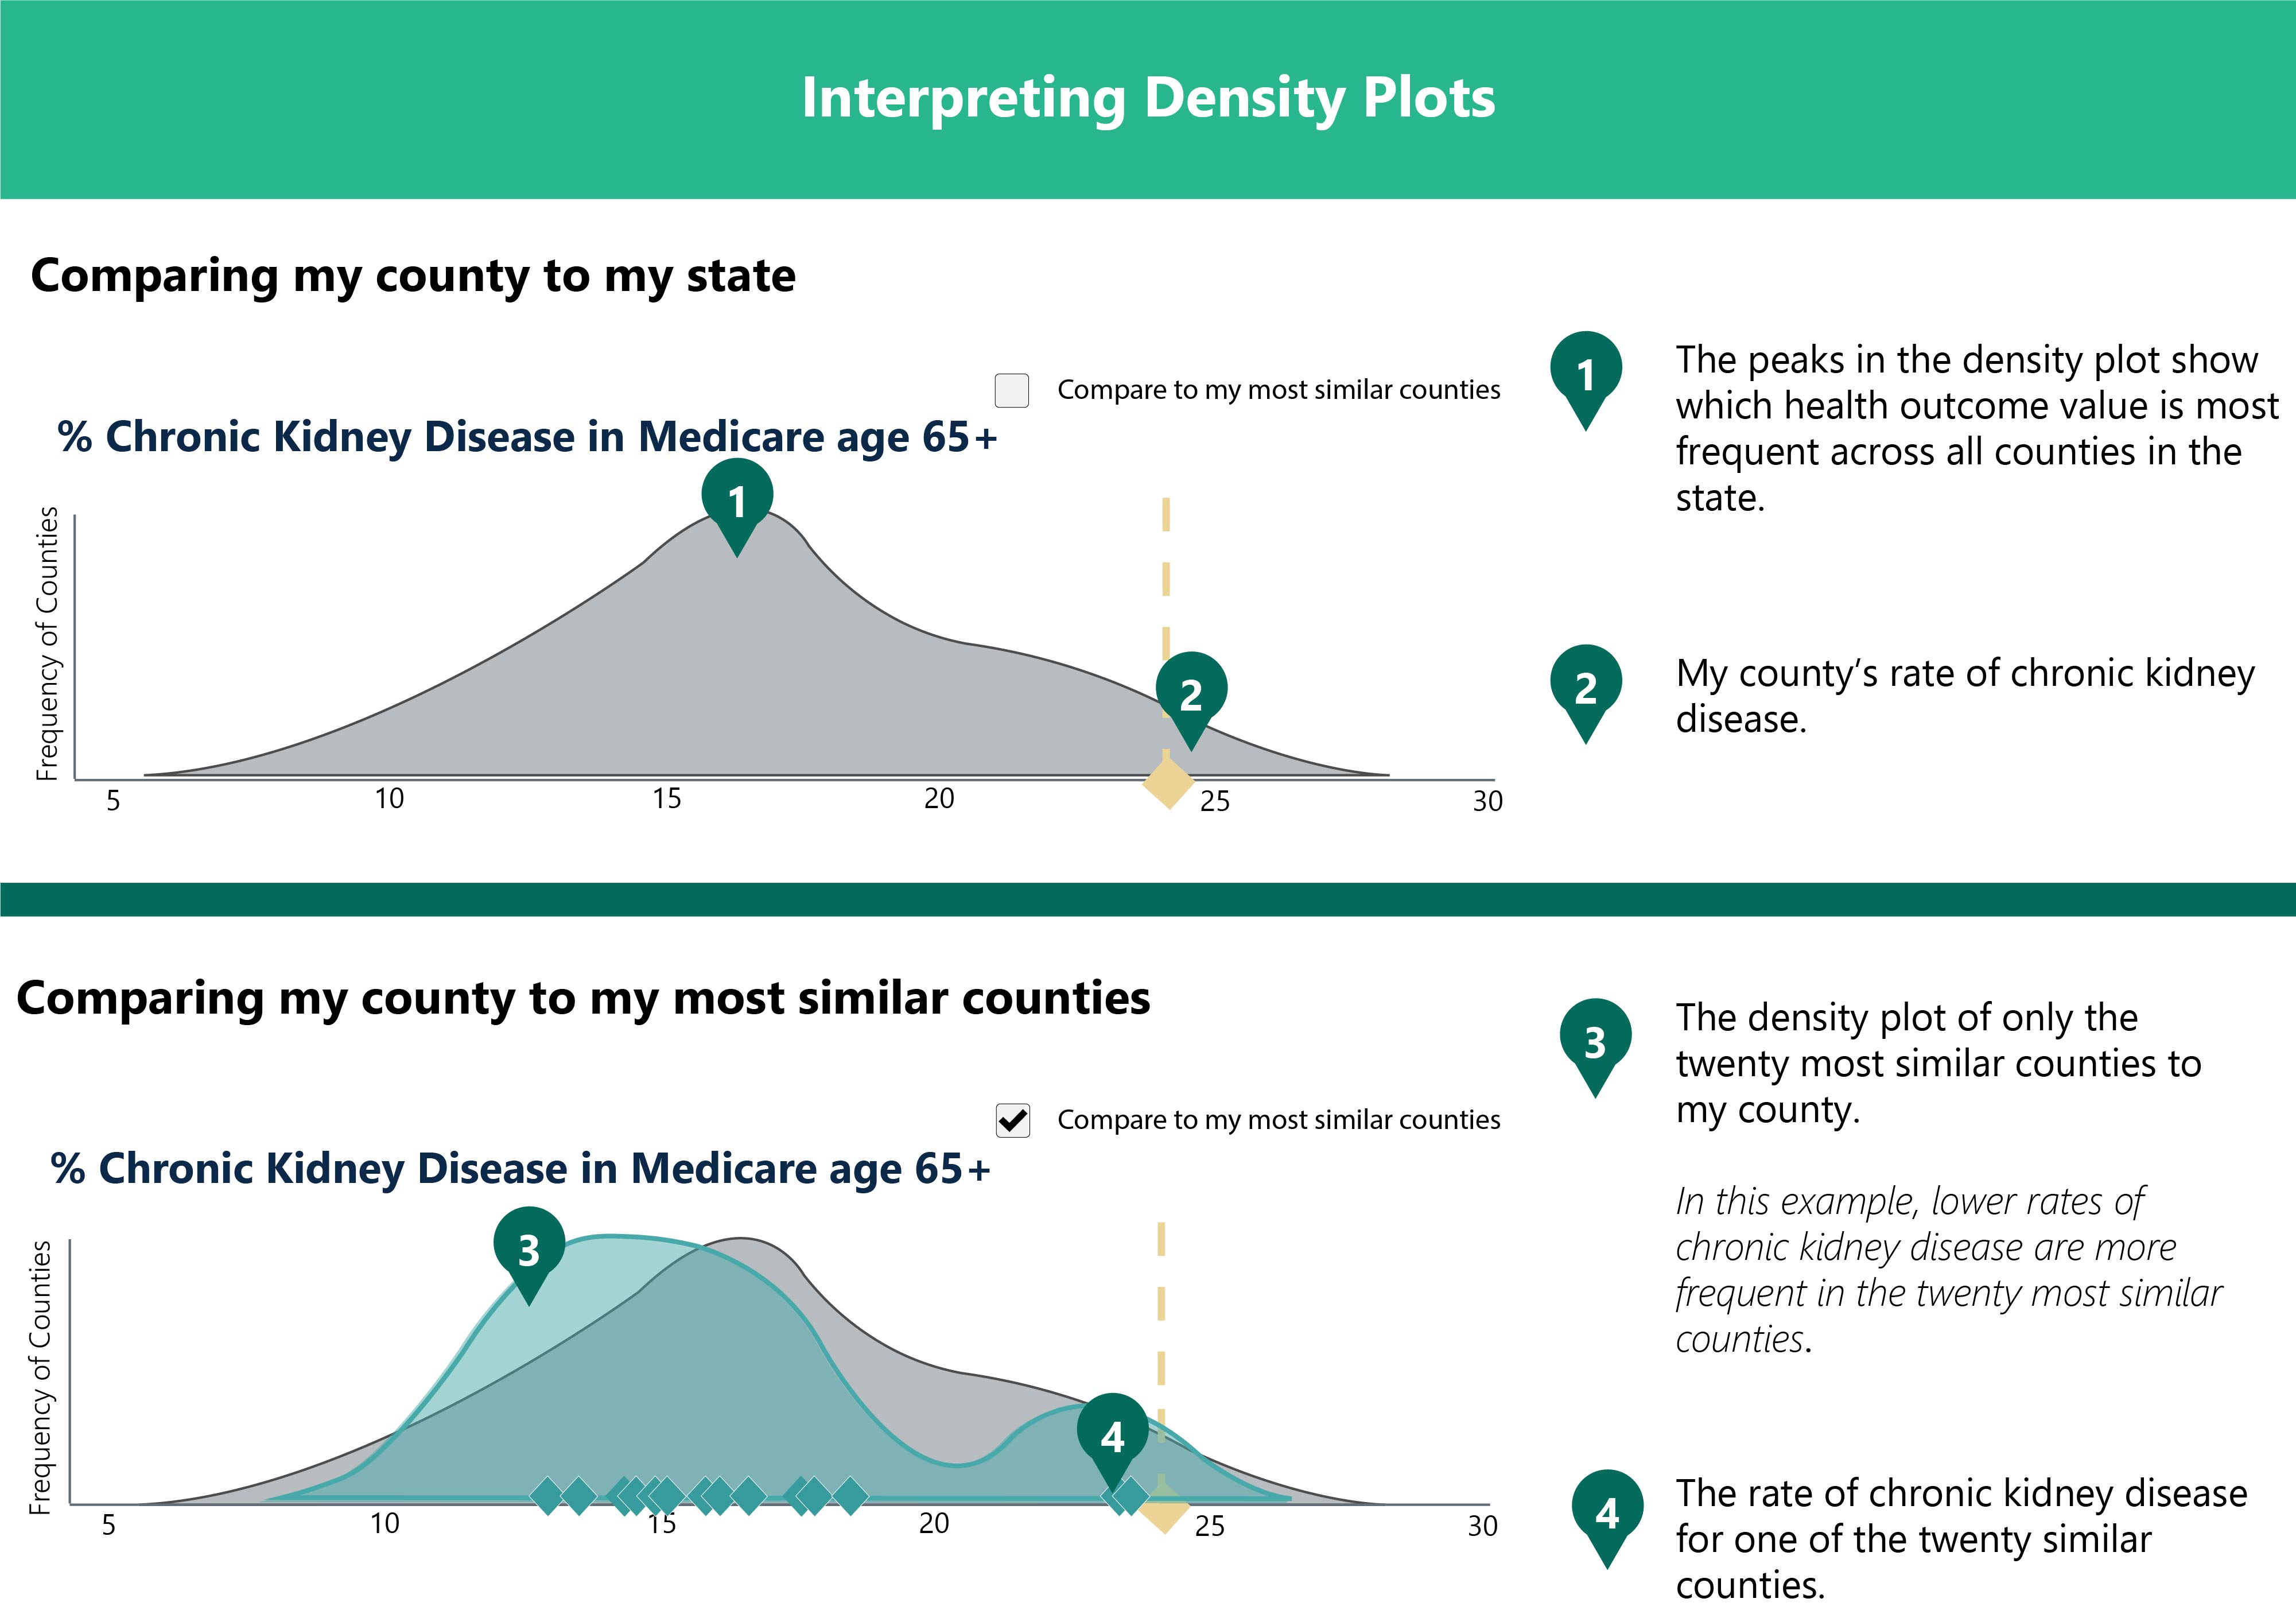 Interpreting Density Plots
Comparing my county to my state
Compare to my most similar counties
% Chronic Kidney Disease in Medicare age 65+
Frequency of Counties
1
2
5 10 15 20 25 30
1
The peaks in the density plot show
which health outcome value is most
frequent across all counties in the
state.
2
My county’s rate of chronic kidney
disease.
Comparing my county to my most similar counties
Compare to my most similar counties
% Chronic Kidney Disease in Medicare age 65+
Frequency of Counties
3
4
5 10 15 20 25 30
3
The density plot of only the
twenty most similar counties to
my county.
In this example, lower rates of
chronic kidney disease are more
frequent in the twenty most similar
counties.
4
The rate of chronic kidney disease
for one of the twenty similar
counties.